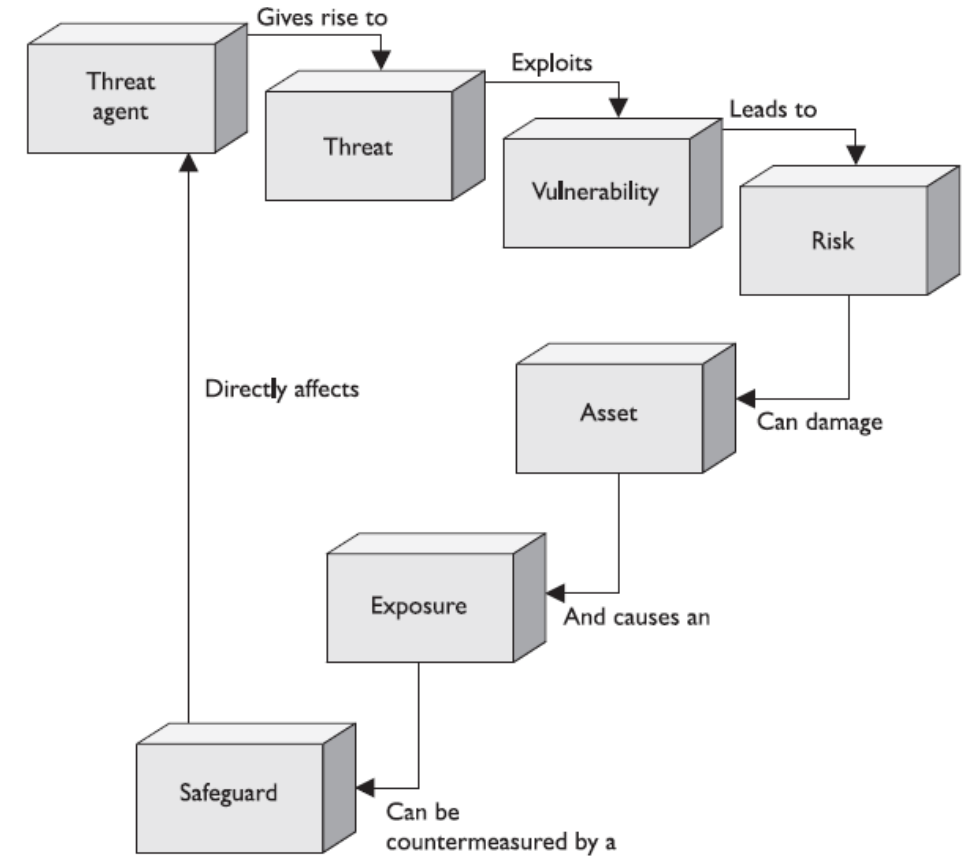 Gives rise to
Threat
agent
Exploits
Threat
Leads to
Vulnerability
Risk
Directly affects
Asset
Can damage
Exposure
And causes an
Safeguard
Can be
countermeasured by a